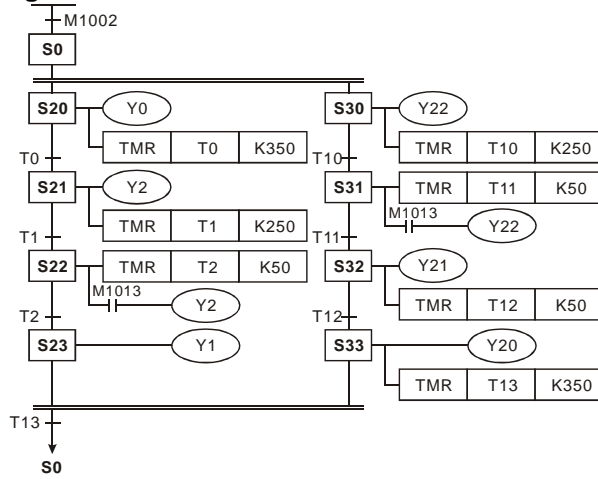 M1002
S0
S20 Y0 S30 Y22
TMR T0 K350 TMR T10 K250
T0 T10
S21 Y2 S31 TMR T11 K50
M1013 Y22
TMR T1 K250
T1 T11
S22 TMR T2 K50 S32 Y21
M1013 Y2
TMR T12 K50
T2 T12
S23 Y1 S33 Y20
TMR T13 K350
T13
S0